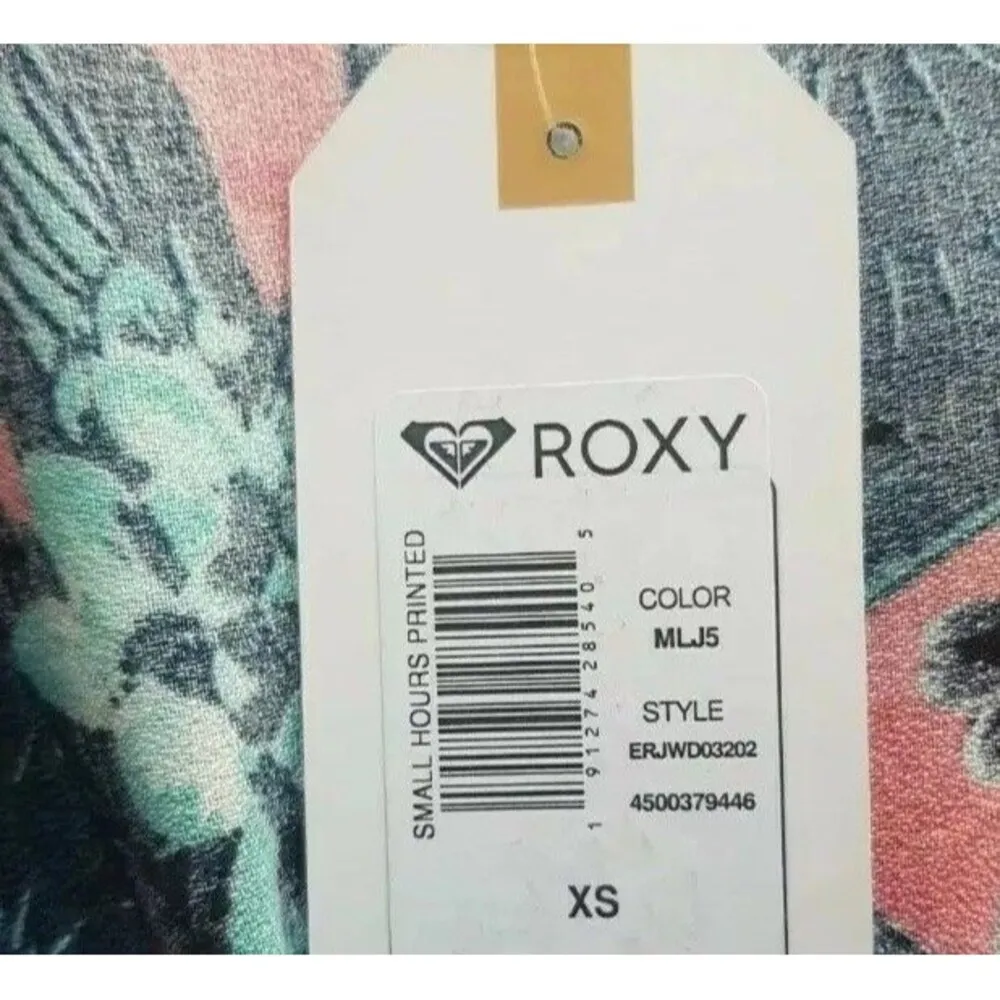 ROXY
SMALL HOURS PRINTED
1 91274 28540 5
COLOR
MLJ5
STYLE
ERJWD03202
4500379446
XS